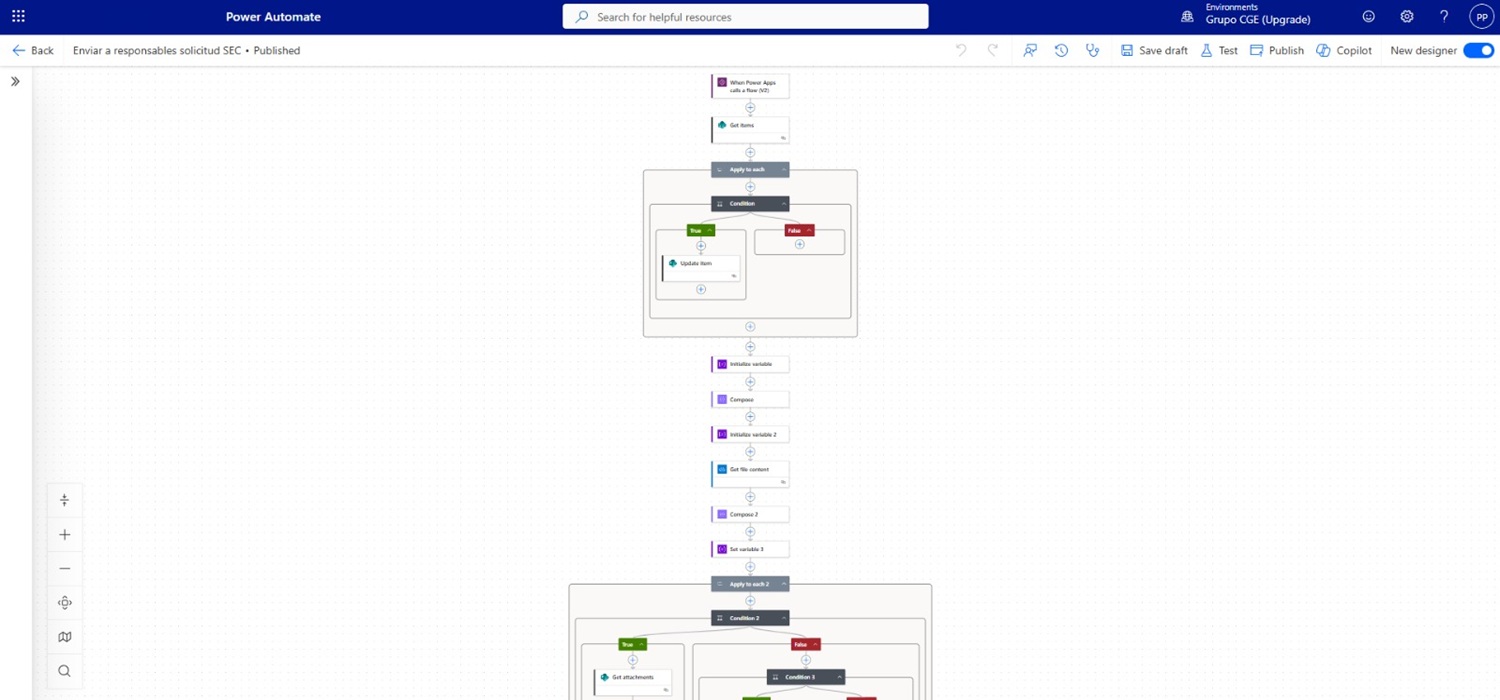 Power Automate
Search for helpful resources
Environments
Grupo CGE (Upgrade)
PP
Back
Enviar a responsables solicitud SEC • Published
Save draft
Test
Publish
Copilot
New designer
When Power Apps
calls a flow (V2)
Get items
Apply to each
Condition
True
False
Update item
Initialize variable
Compose
Initialize variable 2
Get file content
Compose 2
Set variable 3
Apply to each 2
Condition 2
True
False
Get attachments
Condition 3